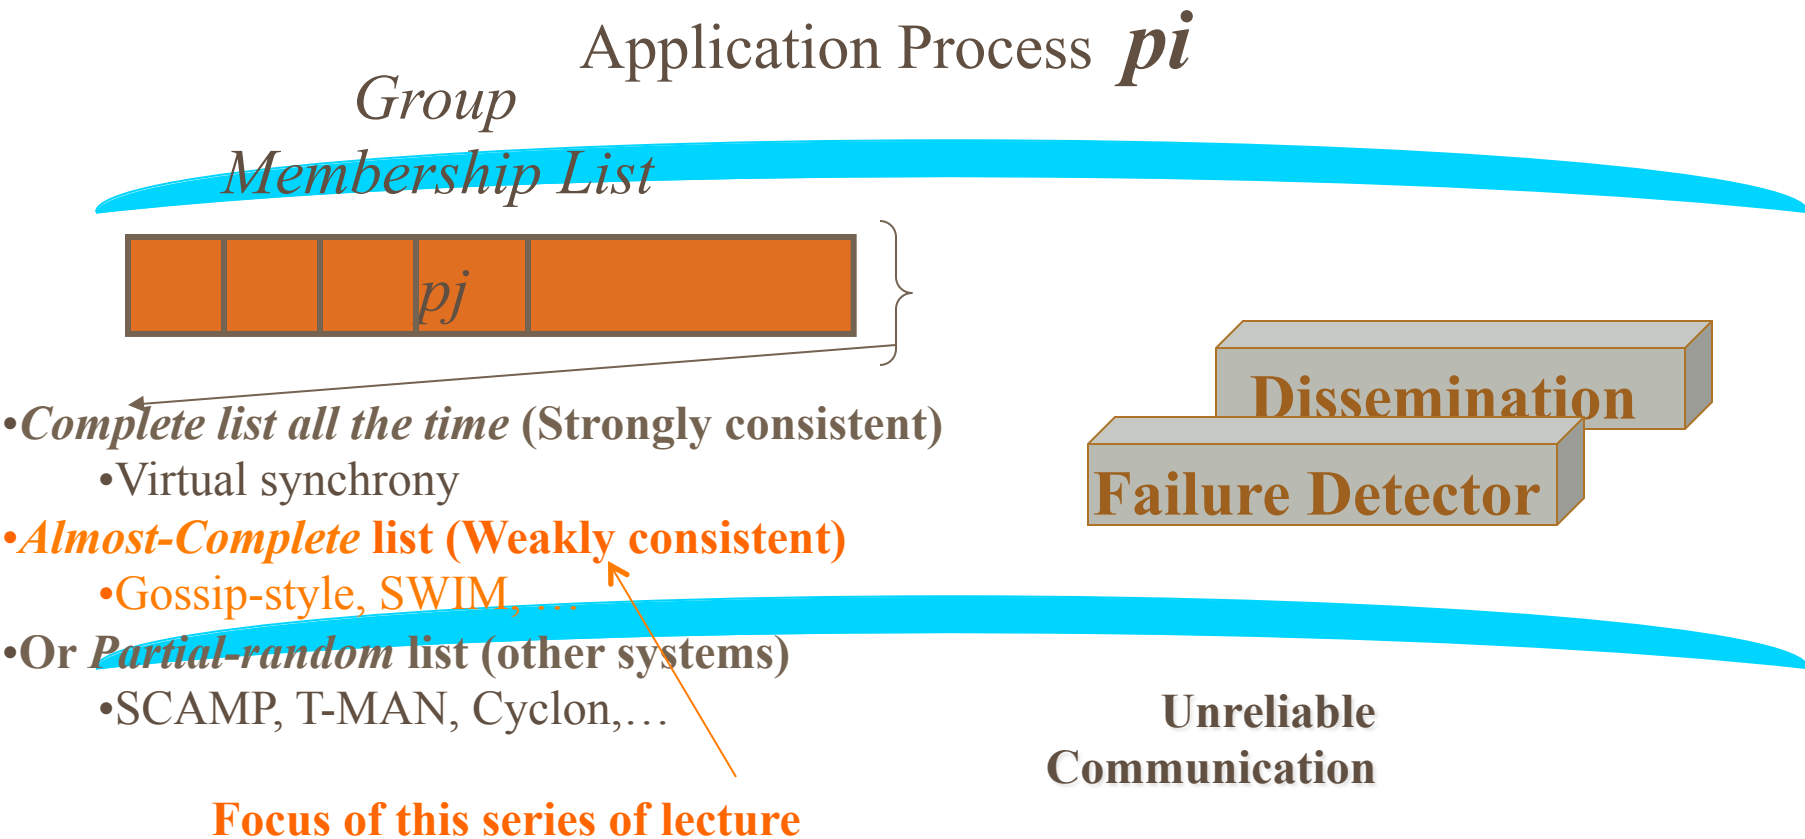 Application Process pi
Group
Membership List
pj
•Complete list all the time (Strongly consistent)
•Virtual synchrony
•Almost-Complete list (Weakly consistent)
•Gossip-style, SWIM, …
•Or Partial-random list (other systems)
•SCAMP, T-MAN, Cyclon,…
Focus of this series of lecture
Dissemination
Failure Detector
Unreliable
Communication